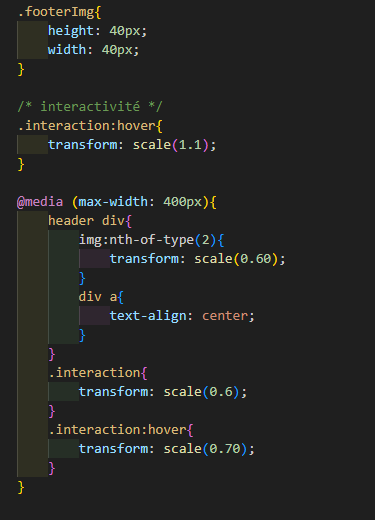 .footerImg{
    height: 40px;
    width: 40px;
}

/* interactivité */
.interaction:hover{
    transform: scale(1.1);
}

@media (max-width: 400px){
    header div{
        img:nth-of-type(2){
            transform: scale(0.60);
        }
        div a{
            text-align: center;
        }
    }
    .interaction{
        transform: scale(0.6);
    }
    .interaction:hover{
        transform: scale(0.70);
    }
}